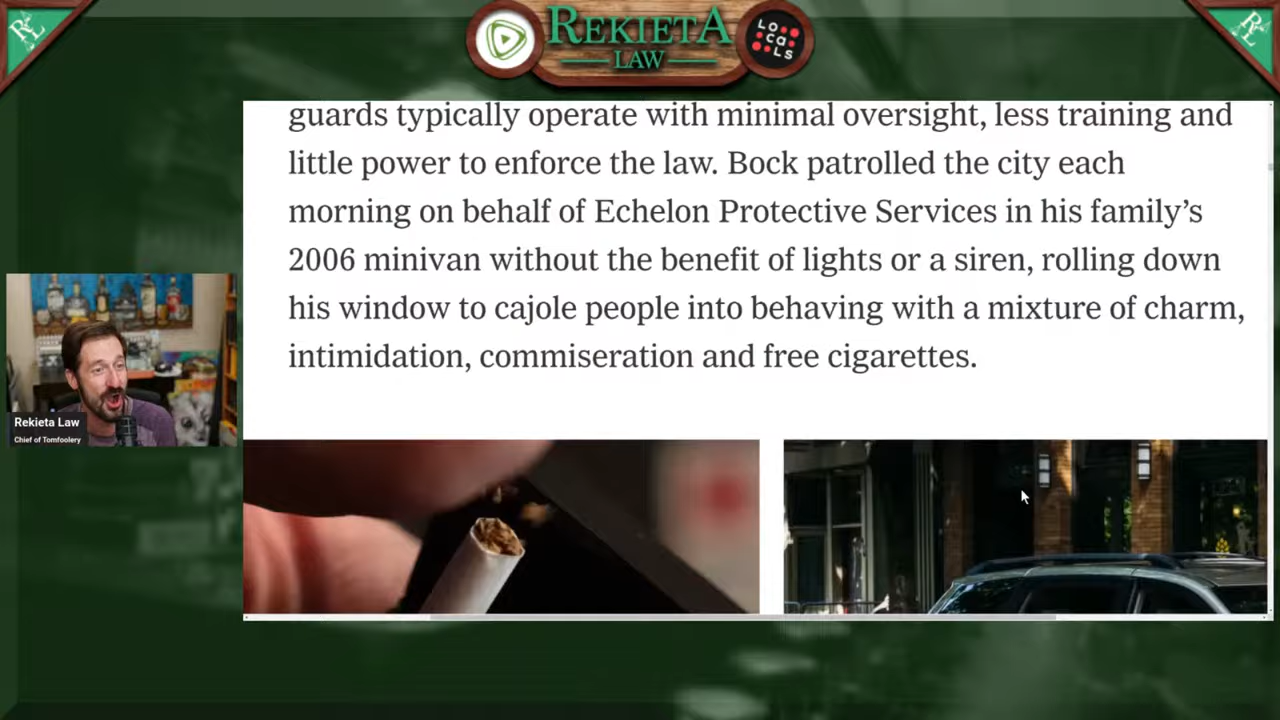 RL
REKIETA
LAW
LOcaLs
RL
guards typically operate with minimal oversight, less training and
little power to enforce the law. Bock patrolled the city each
morning on behalf of Echelon Protective Services in his family’s
2006 minivan without the benefit of lights or a siren, rolling down
his window to cajole people into behaving with a mixture of charm,
intimidation, commiseration and free cigarettes.
Rekieta Law
Chief of Tomfoolery